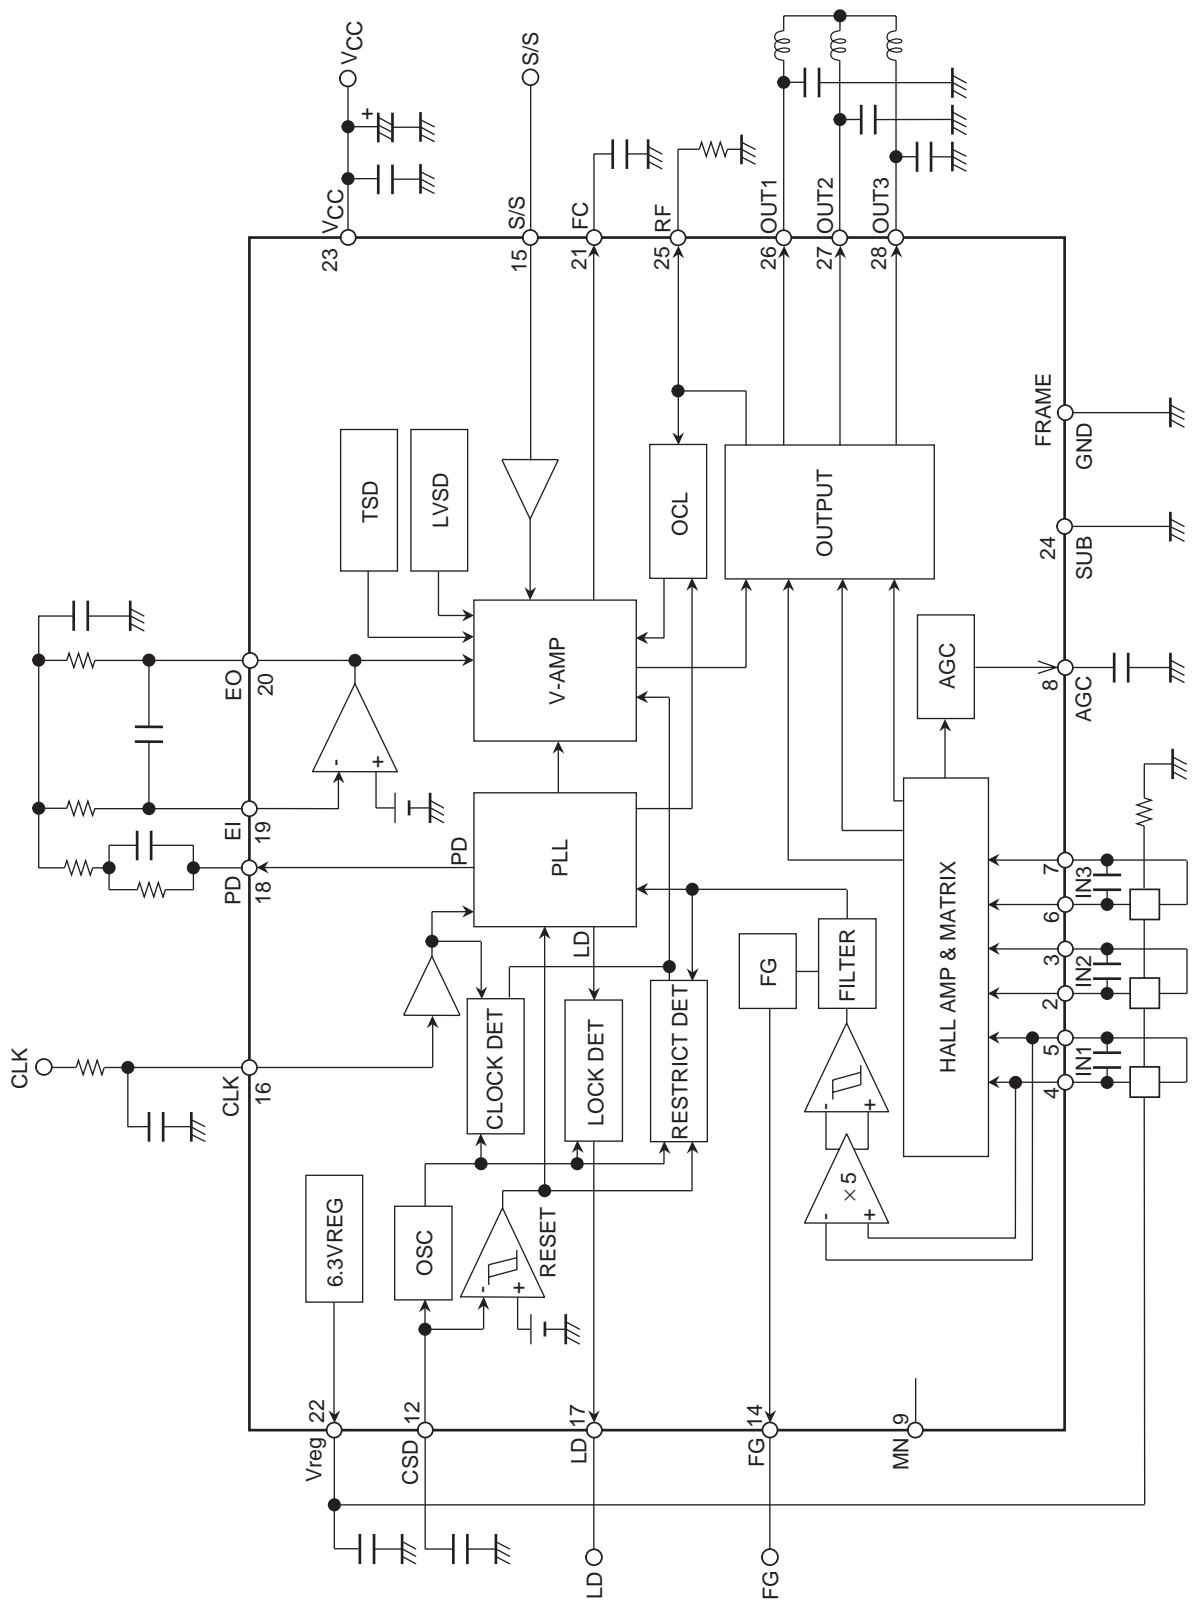 VCC
S/S
23
VCC
15
S/S
21
FC
25
RF
26
OUT1
27
OUT2
28
OUT3
FRAME
GND
24
SUB
8
AGC
7
IN3
6
3
IN2
2
5
IN1
4
EO
20
EI
19
PD
18
CLK
CLK
16
Vreg
22
CSD
12
LD
17
LD
FG
14
FG
MN
9
TSD
LVSD
+
V-AMP
OCL
OUTPUT
AGC
-
+
PD
PLL
LD
CLOCK DET
LOCK DET
RESTRICT DET
FG
FILTER
HALL AMP & MATRIX
-
+
× 5
-
+
6.3VREG
OSC
-
+
RESET